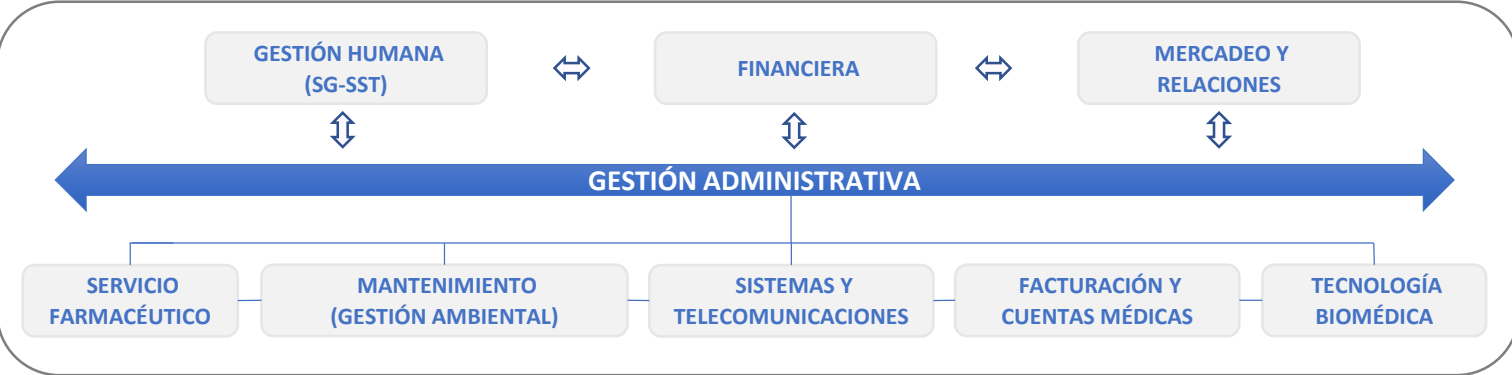 GESTIÓN HUMANA
(SG-SST)
FINANCIERA
MERCADEO Y
RELACIONES
GESTIÓN ADMINISTRATIVA
SERVICIO
FARMACÉUTICO
MANTENIMIENTO
(GESTIÓN AMBIENTAL)
SISTEMAS Y
TELECOMUNICACIONES
FACTURACIÓN Y
CUENTAS MÉDICAS
TECNOLOGÍA
BIOMÉDICA